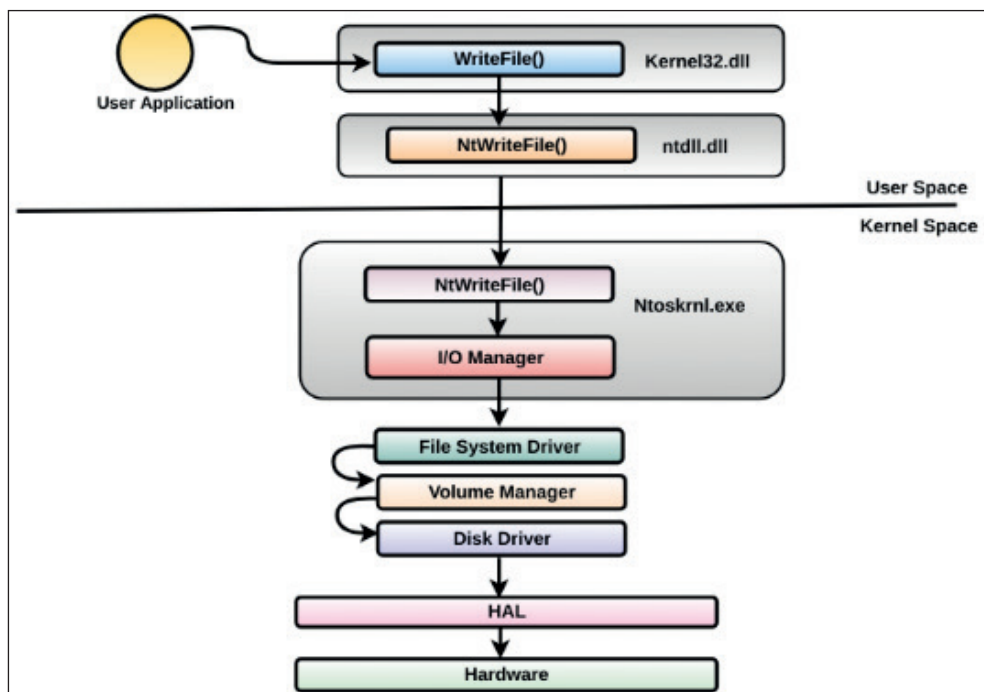 WriteFile()
Kernel32.dll
User Application
NtWriteFile()
ntdll.dll
User Space
Kernel Space
NtWriteFile()
Ntoskrnl.exe
I/O Manager
File System Driver
Volume Manager
Disk Driver
HAL
Hardware